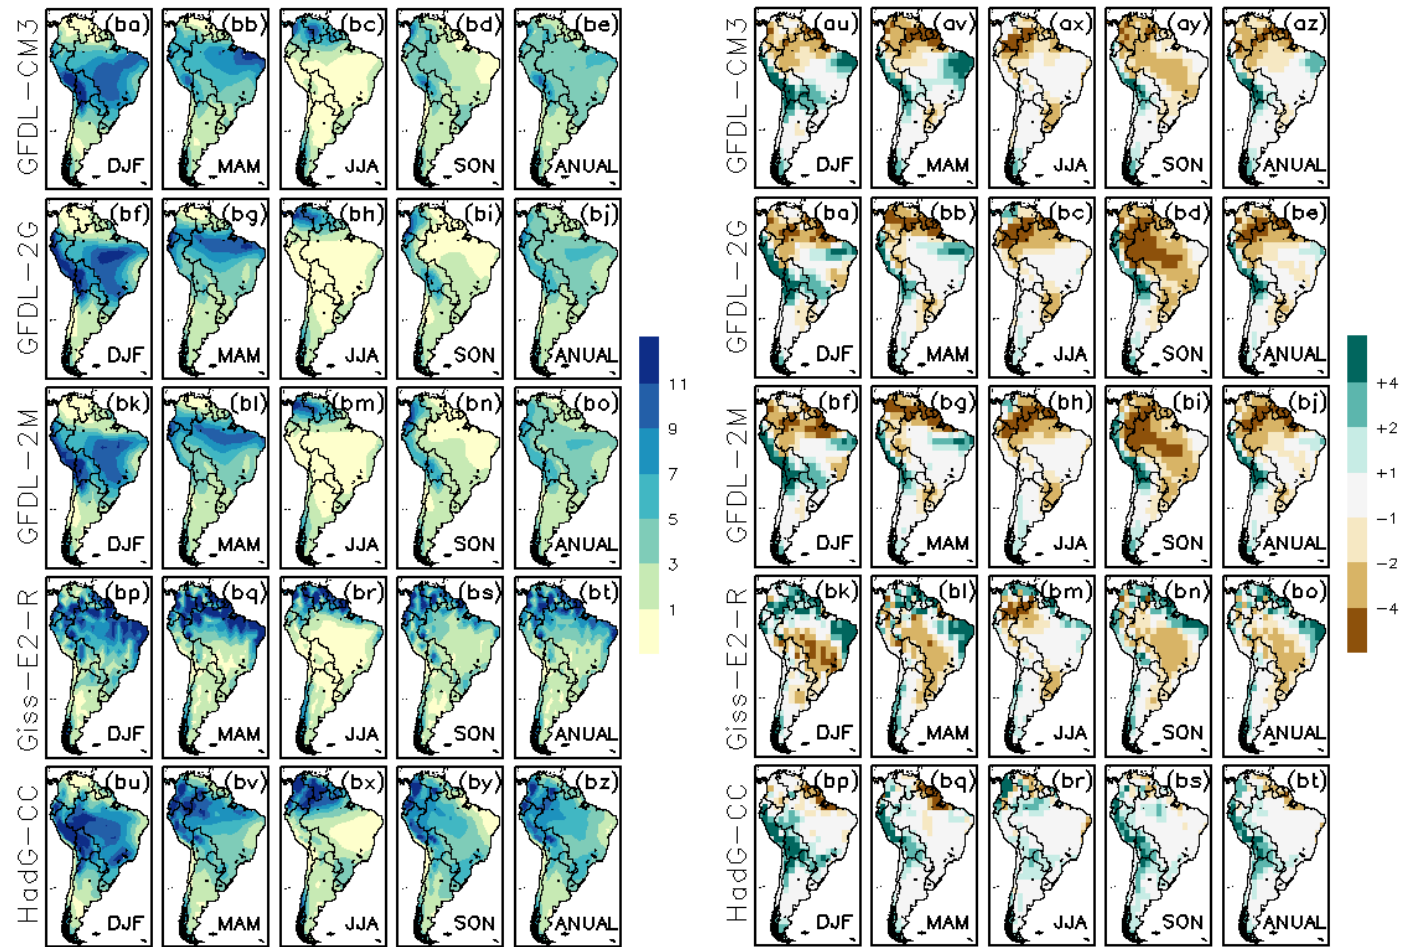 GFDL-CM3 (ba) DJF (bb) MAM (bc) JJA (bd) SON (be) ANUAL
GFDL-2G (bf) DJF (bg) MAM (bh) JJA (bi) SON (bj) ANUAL
GFDL-2M (bk) DJF (bl) MAM (bm) JJA (bn) SON (bo) ANUAL
Giss-E2-R (bp) DJF (bq) MAM (br) JJA (bs) SON (bt) ANUAL
HadG-CC (bu) DJF (bv) MAM (bx) JJA (by) SON (bz) ANUAL
11
9
7
5
3
1
GFDL-CM3 (au) DJF (av) MAM (ax) JJA (ay) SON (az) ANUAL
GFDL-2G (ba) DJF (bb) MAM (bc) JJA (bd) SON (be) ANUAL
GFDL-2M (bf) DJF (bg) MAM (bh) JJA (bi) SON (bj) ANUAL
Giss-E2-R (bk) DJF (bl) MAM (bm) JJA (bn) SON (bo) ANUAL
HadG-CC (bp) DJF (bq) MAM (br) JJA (bs) SON (bt) ANUAL
+4
+2
+1
-1
-2
-4